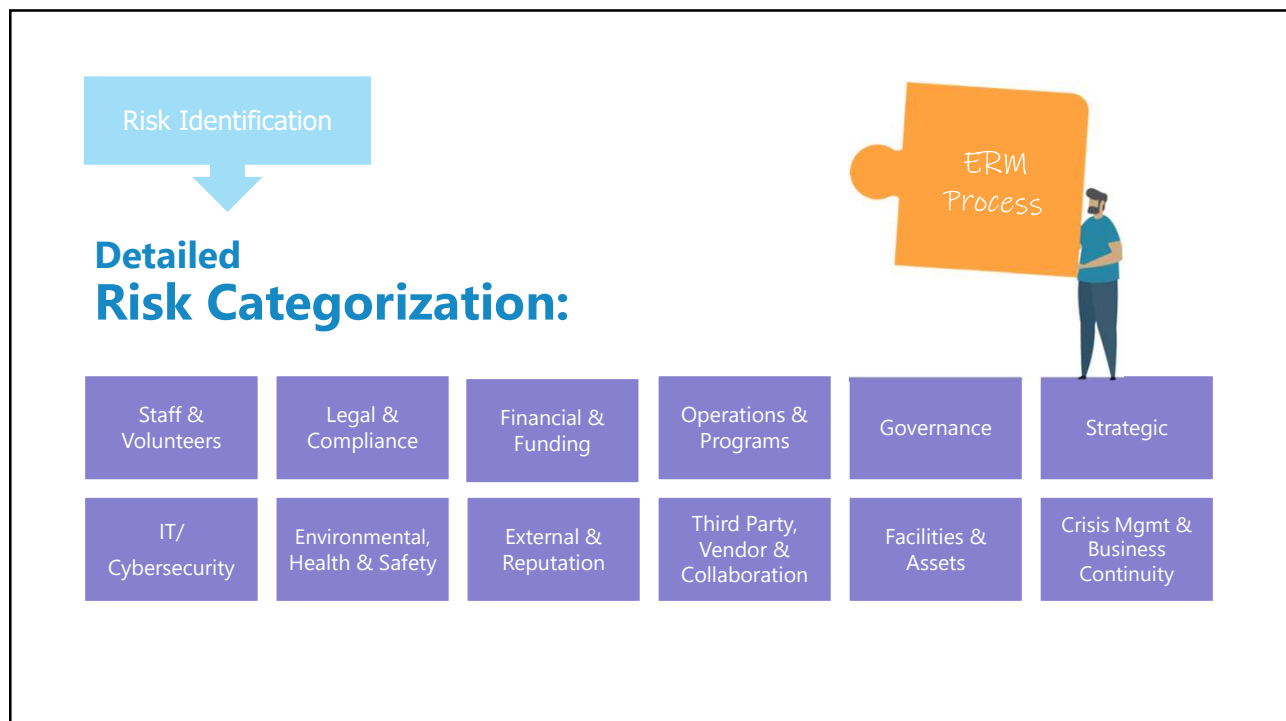 Risk Identification
ERM
Process
Detailed
Risk Categorization:
Staff &
Volunteers
Legal &
Compliance
Financial &
Funding
Operations &
Programs
Governance
Strategic
IT/
Cybersecurity
Environmental,
Health & Safety
External &
Reputation
Third Party,
Vendor &
Collaboration
Facilities &
Assets
Crisis Mgmt &
Business
Continuity